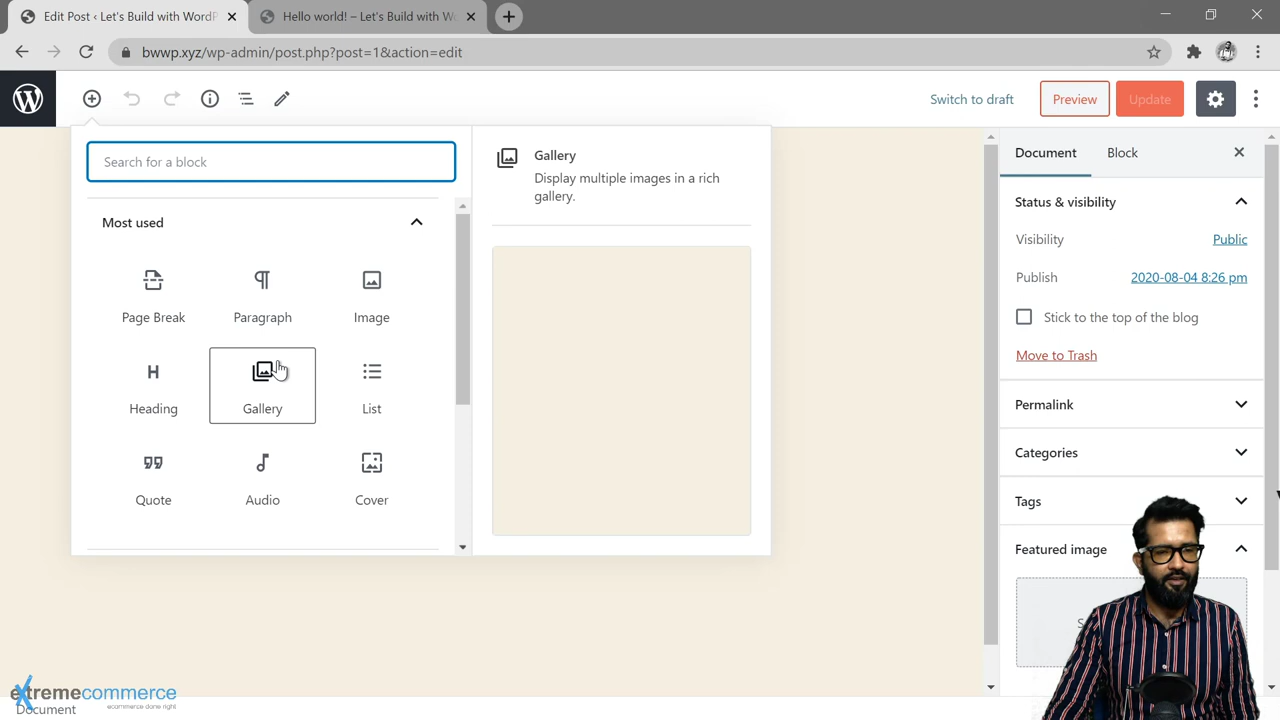 Edit Post ‹ Let's Build with WordP
Hello world! – Let's Build with Wo
bwwp.xyz/wp-admin/post.php?post=1&action=edit
Switch to draft
Preview
Update
Search for a block
Most used
Page Break
Paragraph
Image
Heading
Gallery
List
Quote
Audio
Cover
Gallery
Display multiple images in a rich
gallery.
Document
Block
Status & visibility
Visibility
Public
Publish
2020-08-04 8:26 pm
Stick to the top of the blog
Move to Trash
Permalink
Categories
Tags
Featured image
extremecommerce
ecommerce done right
Document